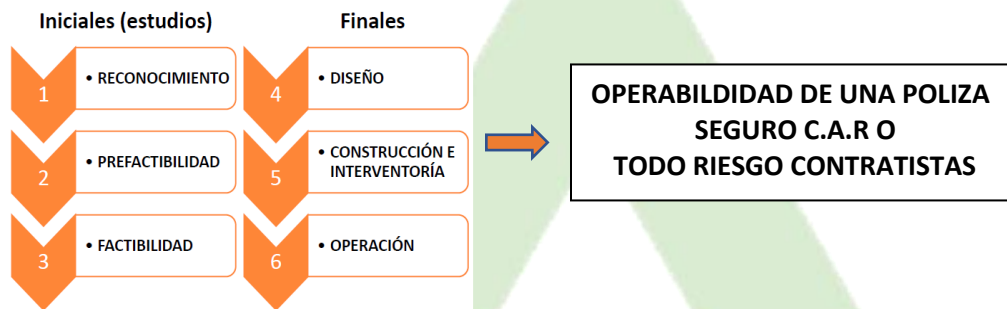 Iniciales (estudios)
1
• RECONOCIMIENTO
2
• PREFACTIBILIDAD
3
• FACTIBILIDAD
Finales
4
• DISEÑO
5
• CONSTRUCCIÓN E
INTERVENTORÍA
6
• OPERACIÓN
OPERABILDIDAD DE UNA POLIZA
SEGURO C.A.R O
TODO RIESGO CONTRATISTAS